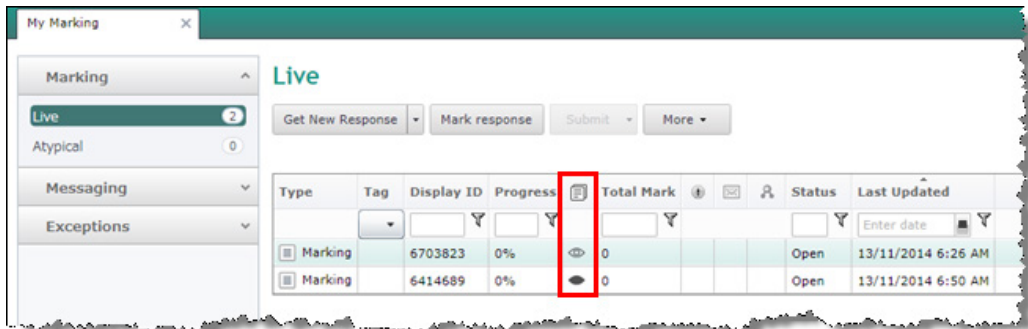 My Marking
Marking
Live 2
Atypical 0
Messaging
Exceptions
Live
Get New Response Mark response Submit More
Type Tag Display ID Progress Total Mark Status Last Updated
Enter date
Marking 6703823 0% 0 Open 13/11/2014 6:26 AM
Marking 6414689 0% 0 Open 13/11/2014 6:50 AM